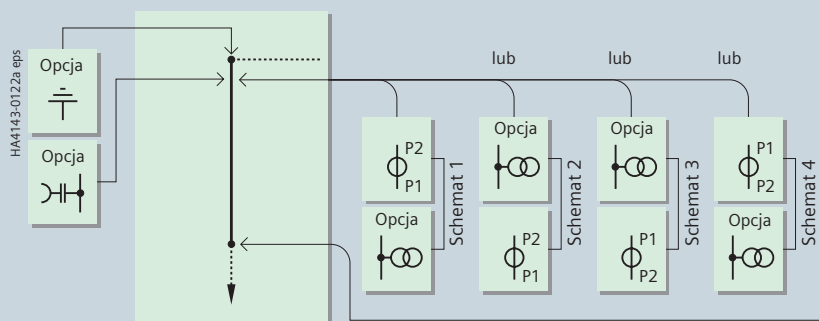 HA4143-0122a eps
Opcja
Opcja
lub
lub
lub
P2
P1
Opcja
Schemat 1
Opcja
P2
P1
Schemat 2
Opcja
P1
P2
Schemat 3
P1
P2
Opcja
Schemat 4